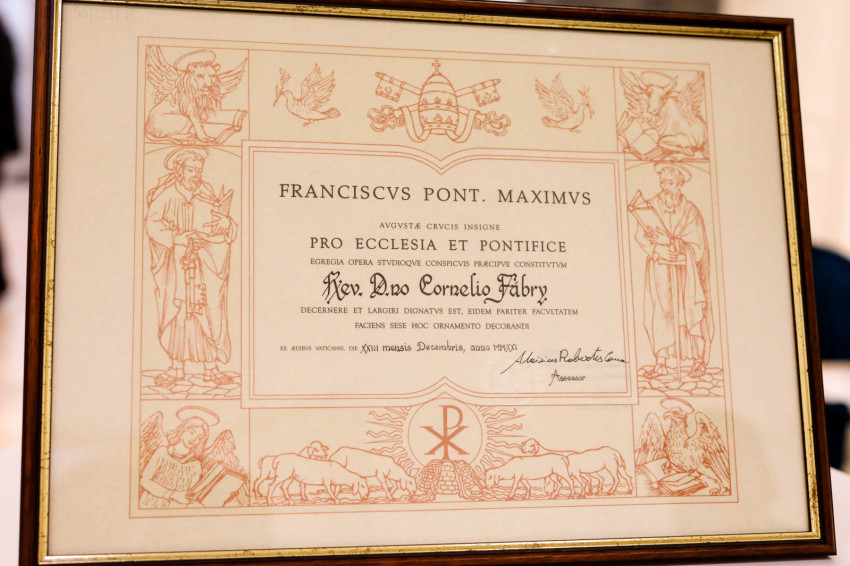 FRANCISCVS PONT. MAXIMVS
AVGVSTÆ CRVCIS INSIGNE
PRO ECCLESIA ET PONTIFICE
EGREGIA OPERA STVDIOQVE CONSPICVIS PRÆCIPVE CONSTITVTVM
Rev. D.no Cornelio Fábry
DECERNERE ET LARGIRI DIGNATVS EST, EIDEM PARITER FACVLTATEM
FACIENS SESE HOC ORNAMENTO DECORANDI
EX ÆDIBVS VATICANIS, DIE XXIII mensis Decembris, anno MMXXI
Assessor